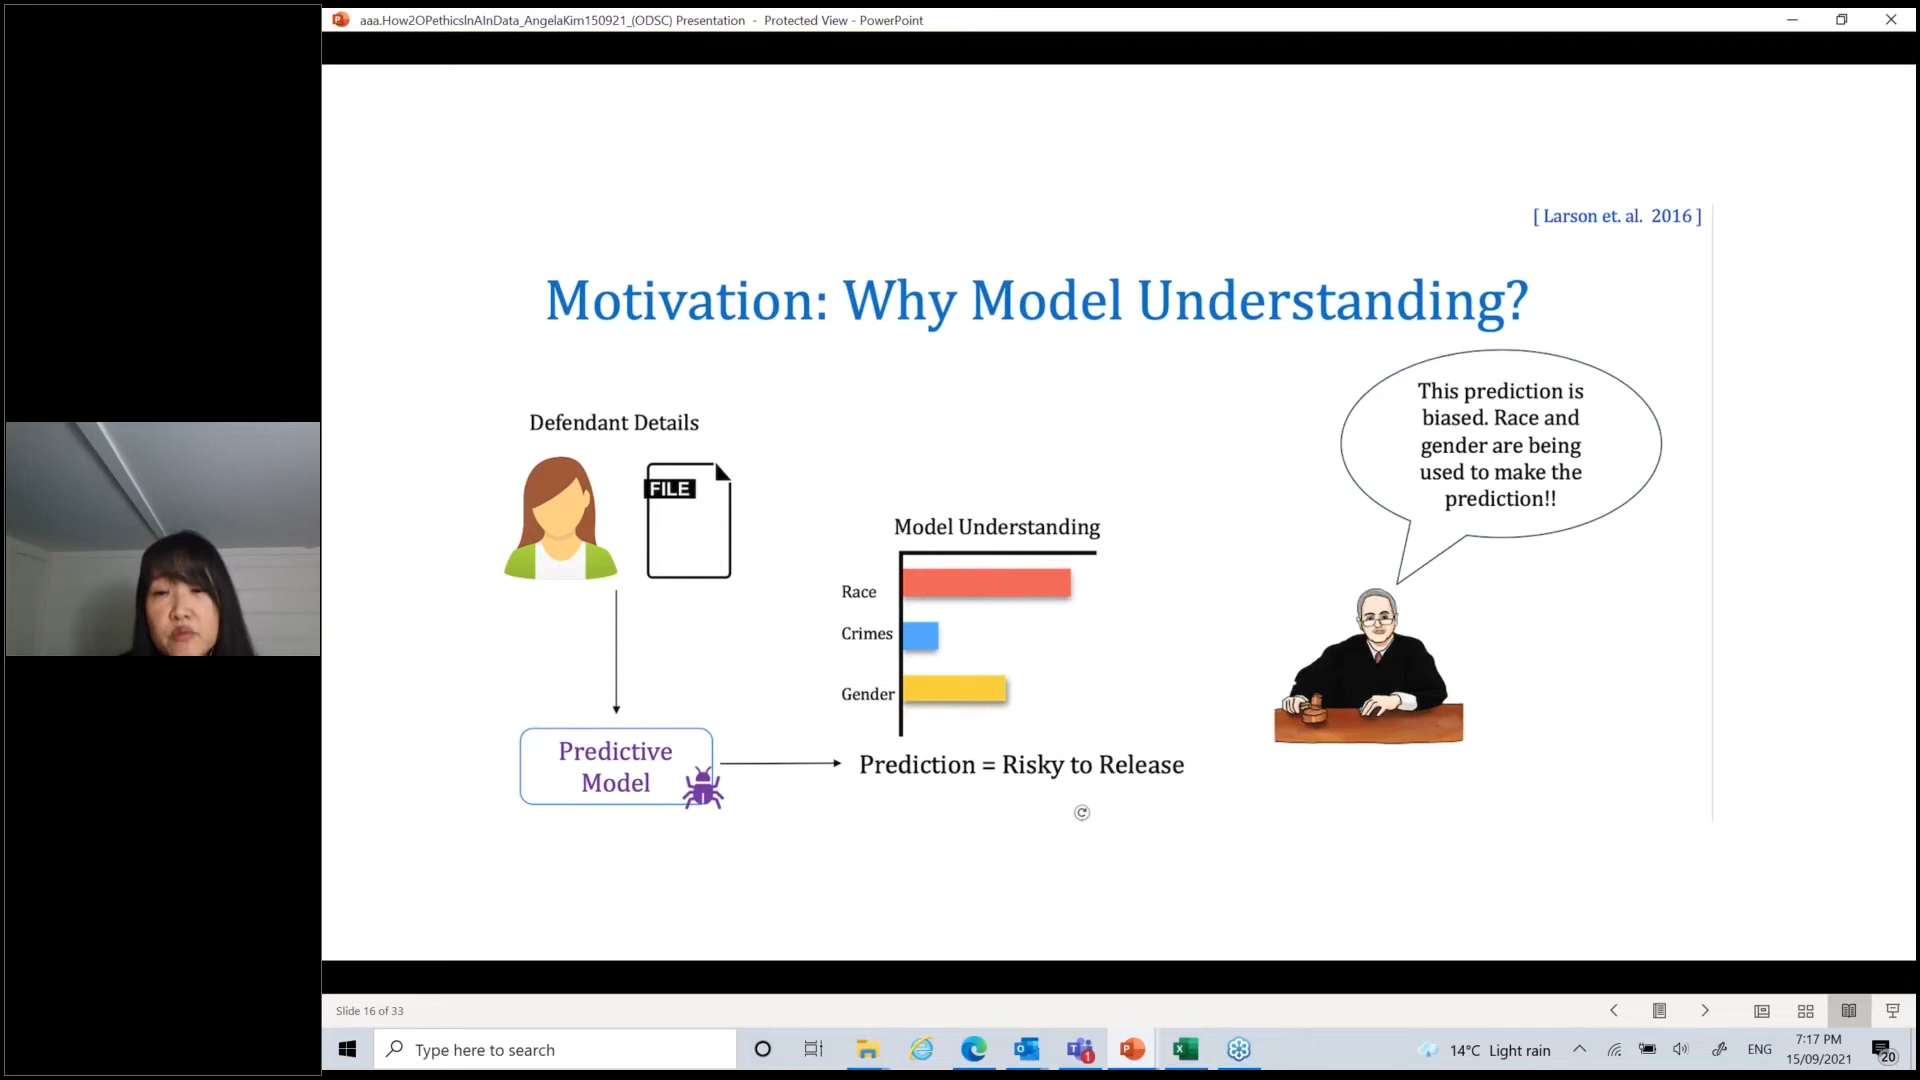 aaa.How2OPethicsInAInData_AngelaKim150921_(ODSC) Presentation - Protected View - PowerPoint
[ Larson et. al. 2016 ]
Motivation: Why Model Understanding?
Defendant Details
FILE
Predictive
Model
Model Understanding
Race
Crimes
Gender
Prediction = Risky to Release
This prediction is
biased. Race and
gender are being
used to make the
prediction!!
Slide 16 of 33
Type here to search
1
14°C Light rain
ENG
7:17 PM
15/09/2021
20